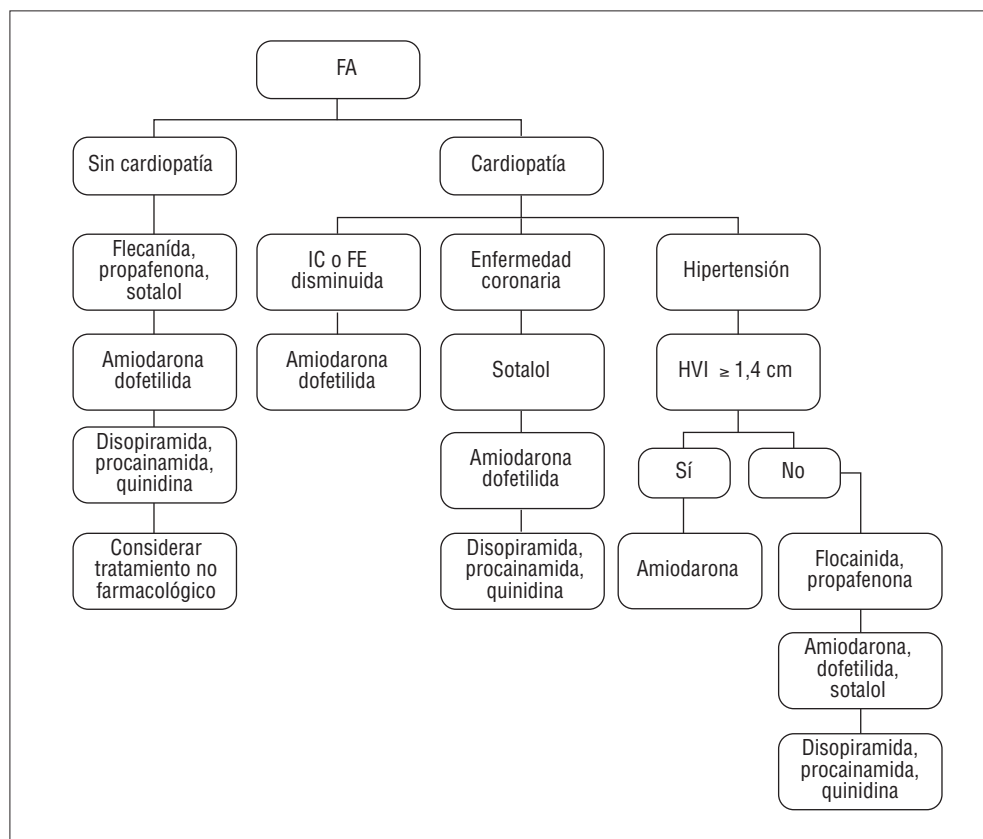 FA
Sin cardiopatía
Cardiopatía
Flecanída,
propafenona,
sotalol
IC o FE
disminuida
Enfermedad
coronaria
Hipertensión
Amiodarona
dofetilida
Amiodarona
dofetilida
Sotalol
HVI ≥ 1,4 cm
Disopiramida,
procainamida,
quinidina
Amiodarona
dofetilida
Sí
No
Considerar
tratamiento no
farmacológico
Disopiramida,
procainamida,
quinidina
Amiodarona
Flocainida,
propafenona
Amiodarona,
dofetilida,
sotalol
Disopiramida,
procainamida,
quinidina